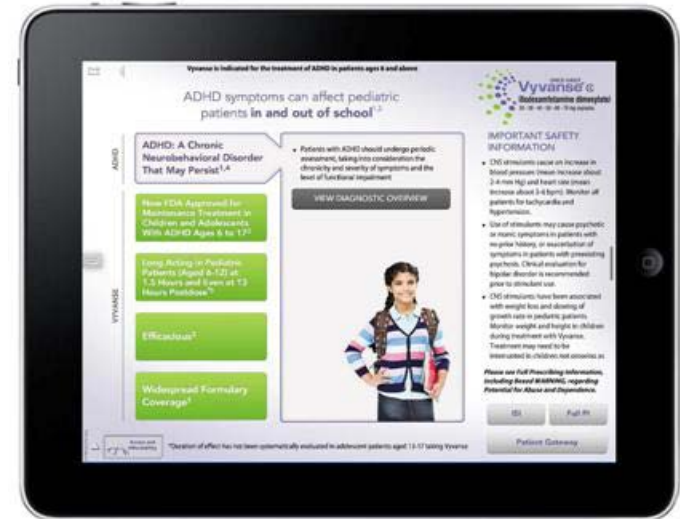 Vyvanse is indicated for the treatment of ADHD in patients ages 6 and above
ADHD symptoms can affect pediatric
patients in and out of school
ADHD
ADHD: A Chronic
Neurobehavioral Disorder
That May Persist1,4
Now FDA Approved for
Maintenance Treatment in
Children and Adolescents
With ADHD Ages 6 to 17
VYVANSE
Long Acting in Pediatric
Patients (Aged 6-12) at
1.5 Hours and Even at 13
Hours Postdose
Efficacious
Widespread Formulary
Coverage
• Patients with ADHD should undergo periodic
assessment, taking into consideration the
chronicity and severity of symptoms and the
level of functional impairment
VIEW DIAGNOSTIC OVERVIEW
*Duration of effect has not been systematically evaluated in adolescent patients aged 13-17 taking Vyvanse
ONCE-DAILY
Vyvanse
lisdexamfetamine dimesylate
IMPORTANT SAFETY
INFORMATION
• CNS stimulants cause an increase in
blood pressure (mean increase about
2-4 mm Hg) and heart rate (mean
increase about 3-6 bpm). Monitor all
patients for tachycardia and
hypertension.
• Use of stimulants may cause psychotic
or manic symptoms in patients with
no prior history, or exacerbation of
symptoms in patients with preexisting
psychosis. Clinical evaluation for
bipolar disorder is recommended
prior to stimulant use.
• CNS stimulants have been associated
with weight loss and slowing of
growth rate in pediatric patients.
Monitor weight and height in children
during treatment with Vyvanse.
Treatment may need to be
interrupted in children not growing as
Please see Full Prescribing Information,
including Boxed WARNING, regarding
Potential for Abuse and Dependence.
ISI
Full PI
Patient Gateway